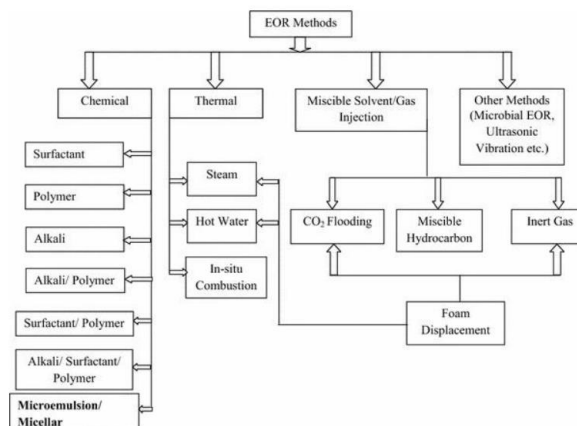 EOR Methods
Chemical
Thermal
Miscible Solvent/Gas
Injection
Other Methods
(Microbial EOR,
Ultrasonic
Vibration etc.)
Surfactant
Polymer
Alkali
Alkali/ Polymer
Surfactant/ Polymer
Alkali/ Surfactant/
Polymer
Microemulsion/
Micellar
Steam
Hot Water
In-situ
Combustion
CO₂ Flooding
Miscible
Hydrocarbon
Inert Gas
Foam
Displacement